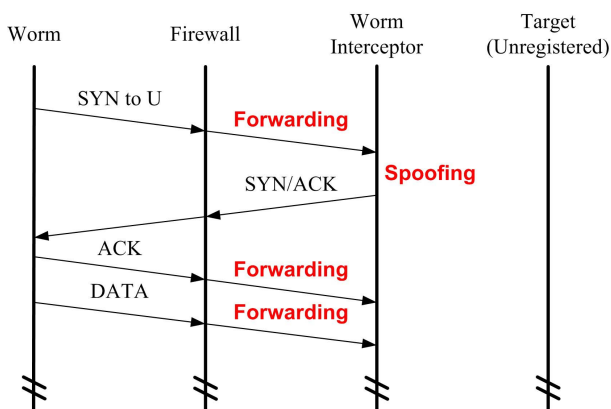 Worm
Firewall
Worm
Interceptor
Target
(Unregistered)
SYN to U
Forwarding
Spoofing
SYN/ACK
ACK
Forwarding
DATA
Forwarding